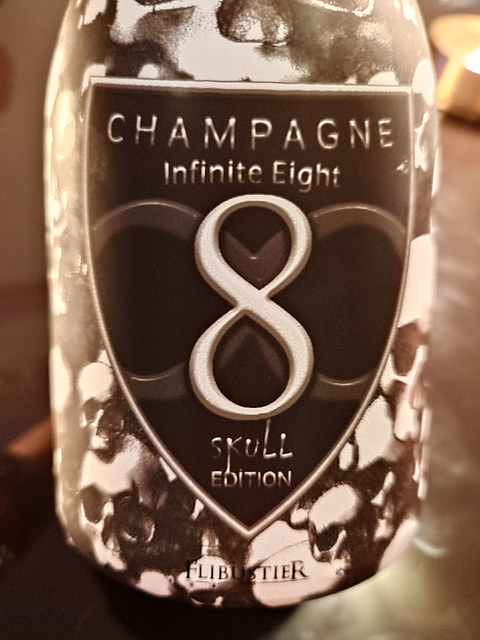 CHAMPAGNE
Infinite Eight
8
SKULL
EDITION
FLIBUSTIER